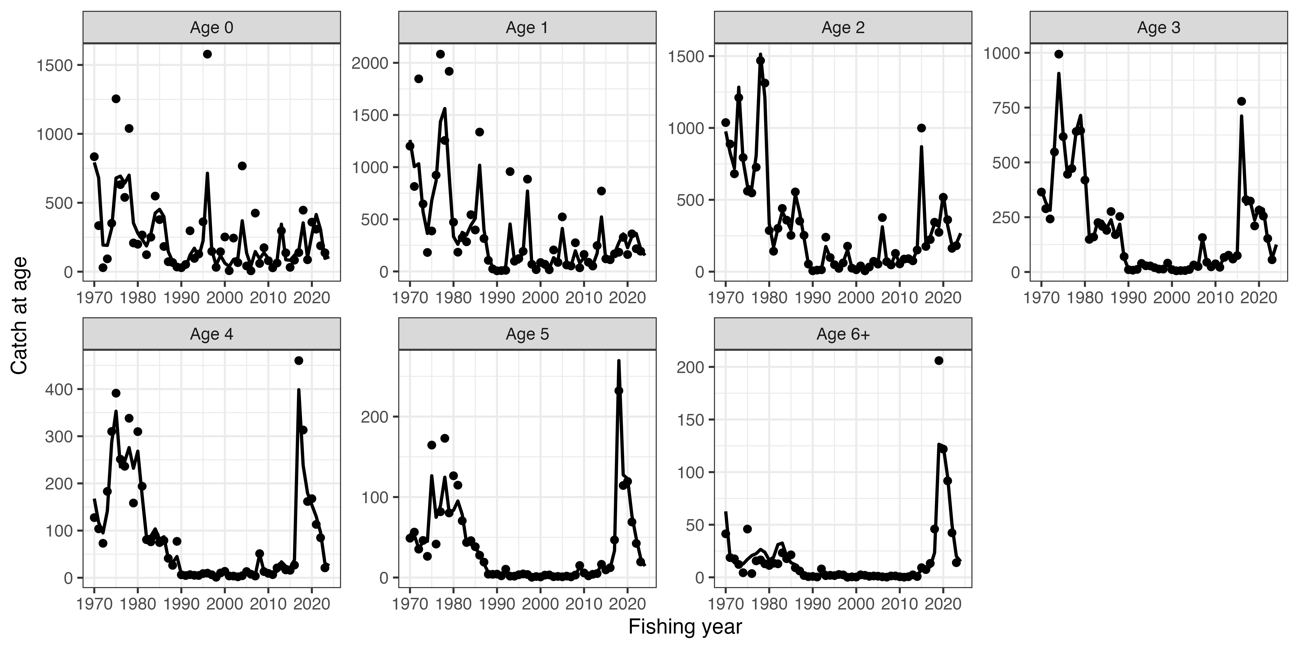 Age 0 Age 1 Age 2 Age 3
1500 1000 500 0
2000 1500 1000 500 0
1500 1000 500 0
1000 750 500 250 0
1970 1980 1990 2000 2010 2020
1970 1980 1990 2000 2010 2020
1970 1980 1990 2000 2010 2020
1970 1980 1990 2000 2010 2020
Catch at age
Age 4 Age 5 Age 6+
400 300 200 100 0
200 100 0
200 150 100 50 0
1970 1980 1990 2000 2010 2020
1970 1980 1990 2000 2010 2020
1970 1980 1990 2000 2010 2020
Fishing year